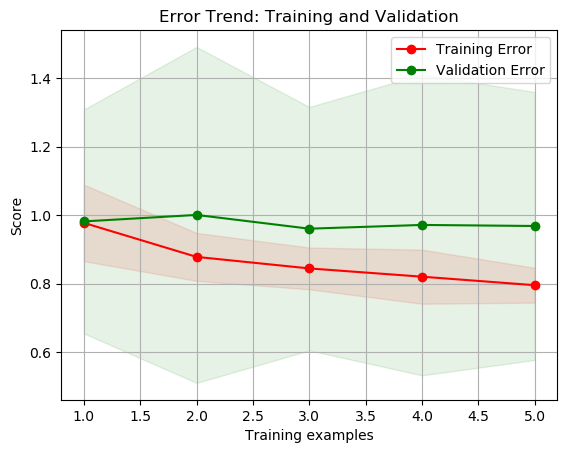 Error Trend: Training and Validation
Training Error
Validation Error
Score
1.4
1.2
1.0
0.8
0.6
1.0 1.5 2.0 2.5 3.0 3.5 4.0 4.5 5.0
Training examples